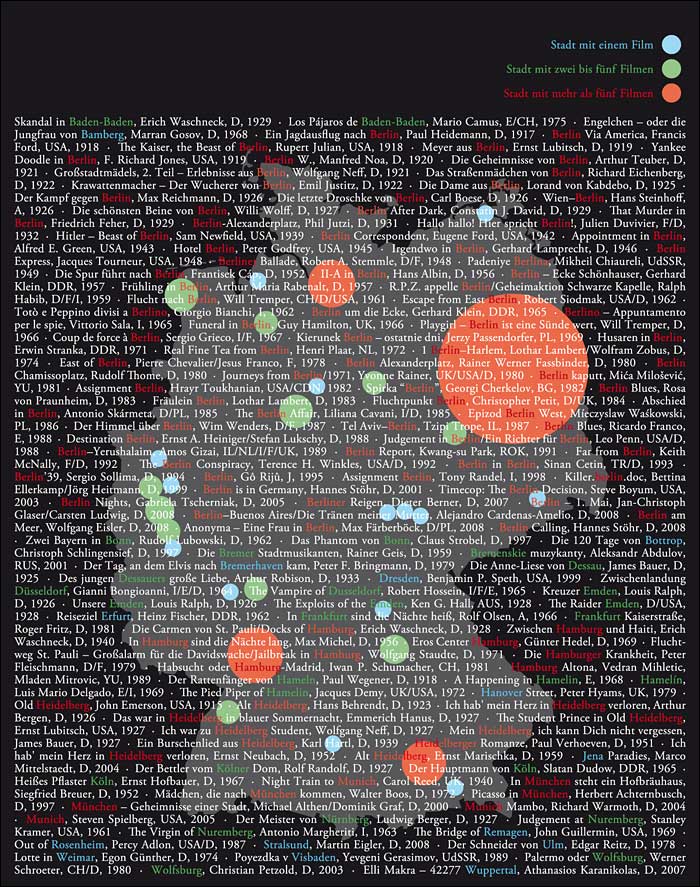 Stadt mit einem Film
Stadt mit zwei bis fünf Filmen
Stadt mit mehr als fünf Filmen
Skandal in Baden-Baden, Erich Waschneck, D, 1929 · Los Pájaros de Baden-Baden, Mario Camus, E/CH, 1975 · Engelchen – oder die
Jungfrau von Bamberg, Marran Gosov, D, 1968 · Ein Jagdausflug nach Berlin, Paul Heidemann, D, 1917 · Berlin Via America, Francis
Ford, USA, 1918 · The Kaiser, the Beast of Berlin, Rupert Julian, USA, 1918 · Meyer aus Berlin, Ernst Lubitsch, D, 1919 · Yankee
Doodle in Berlin, F. Richard Jones, USA, 1919 · Berlin W., Manfred Noa, D, 1920 · Die Geheimnisse von Berlin, Arthur Teuber, D,
1921 · Großstadtmädels, 2. Teil – Erlebnisse aus Berlin, Wolfgang Neff, D, 1921 · Das Straßenmädchen von Berlin, Richard Eichenberg,
D, 1922 · Krawattenmacher – Der Wucherer von Berlin, Emil Justitz, D, 1922 · Die Dame aus Berlin, Lorand von Kabdebo, D, 1925 ·
Der Kampf gegen Berlin, Max Reichmann, D, 1926 · Die letzte Droschke von Berlin, Carl Boese, D, 1926 · Wien–Berlin, Hans Steinhoff,
A, 1926 · Die schönsten Beine von Berlin, Willi Wolff, D, 1927 · Berlin After Dark, Constantin J. David, D, 1929 · That Murder in
Berlin, Friedrich Feher, D, 1929 · Berlin-Alexanderplatz, Phil Jutzi, D, 1931 · Hallo hallo! Hier spricht Berlin!, Julien Duvivier, F/D,
1932 · Hitler – Beast of Berlin, Sam Newfield, USA, 1939 · Berlin Correspondent, Eugene Ford, USA, 1942 · Appointment in Berlin,
Alfred E. Green, USA, 1943 · Hotel Berlin, Peter Godfrey, USA, 1945 · Irgendwo in Berlin, Gerhard Lamprecht, D, 1946 · Berlin
Express, Jacques Tourneur, USA, 1948 · Berliner Ballade, Robert A. Stemmle, D/F, 1948 · Padeniye Berlina, Mikheil Chiaureli, UdSSR,
1949 · Die Spur führt nach Berlin, Cáp, D, 1952 · II-A in Berlin, Hans Albin, D, 1956 · Berlin – Ecke Schönhauser, Gerhard
Klein, DDR, 1957 · Frühling in Berlin, Arthur Maria Rabenalt, D, 1957 · R.P.Z. appelle Berlin/Geheimaktion Schwarze Kapelle, Ralph
Habib, D/F/I, 1959 · Flucht nach Berlin, Will Tremper, CH/D/USA, 1961 · Escape from East Berlin, Robert Siodmak, USA/D, 1962 ·
Totò e Peppino divisi a Berlino, Giorgio Bianchi, I, 1962 · Berlin um die Ecke, Gerhard Klein, DDR, 1965 · Berlino – Appuntamento
per le spie, Vittorio Sala, I, 1965 · Funeral in Berlin, Guy Hamilton, UK, 1966 · Playgirl – Berlin ist eine Sünde wert, Will Tremper, D,
1966 · Coup de force à Berlin, Sergio Grieco, I/F, 1967 · Kierunek Berlin – ostatnie dni, Jerzy Passendorfer, PL, 1969 · Husaren in Berlin,
Erwin Stranka, DDR, 1971 · Real Fine Tea from Berlin, Henri Plaat, NL, 1972 · 1 Berlin–Harlem, Lothar Lambert/Wolfram Zobus, D,
1974 · East of Berlin, Pierre Chevalier/Jesus Franco, F, 1978 · Berlin Alexanderplatz, Rainer Werner Fassbinder, D, 1980 · Berlin
Chamissoplatz, Rudolf Thome, D, 1980 · Journeys from Berlin/1971, Yvonne Rainer, UK/USA/D, 1980 · Berlin kaputt, Mića Milošević,
YU, 1981 · Assignment Berlin, Hrayr Toukhanian, USA/CDN, 1982 · "Berlin", Georgi Cherkelov, BG, 1982 · Berlin Blues, Rosa
von Praunheim, D, 1983 · Fräulein Berlin, Lothar Lambert, D, 1983 · Fluchtpunkt Berlin, Christopher Petit, D/UK, 1984 · Abschied
in Berlin, Antonio Skármeta, D/PL, 1985 · The Berlin Affair, Liliana Cavani, I/D, 1985 · Epizod Berlin West, Mieczyslaw Waśkowski,
PL, 1986 · Der Himmel über Berlin, Wim Wenders, D/F, 1987 · Tel Aviv–Berlin, Tzipi Trope, IL, 1987 · Berlin Blues, Ricardo Franco,
E, 1988 · Destination Berlin, Ernst A. Heiniger/Stefan Lukschy, D, 1988 · Judgement in Berlin/Ein Richter für Berlin, Leo Penn, USA/D,
1988 · Berlin–Yerushalaim, Amos Gizai, IL/NL/I/F/UK, 1989 · Berlin Report, Kwang-su Park, ROK, 1991 · Far from Berlin, Keith
McNally, F/D, 1992 · The Berlin Conspiracy, Terence H. Winkles, USA/D, 1992 · Berlin in Berlin, Sinan Cetin, TR/D, 1993 ·
Berlin '39, Sergio Sollima, D, 1994 · Berlin, Gô Rijû, J, 1995 · Assignment Berlin, Tony Randel, I, 1998 · Killer.Berlin.doc, Bettina
Ellerkamp/Jörg Heitmann, D, 1999 · Berlin is in Germany, Hannes Stöhr, D, 2001 · Timecop: The Berlin Decision, Steve Boyum, USA,
2003 · Berlin Nights, Gabriela Tscherniak, D, 2005 · Berliner Reigen, Dieter Berner, D, 2007 · Berlin – 1. Mai, Jan-Christoph
Glaser/Carsten Ludwig, D, 2008 · Berlin–Buenos Aires/Die Tränen meiner Mutter, Alejandro Cardenas-Amelio, D, 2008 · Berlin am
Meer, Wolfgang Eißler, D, 2008 · Anonyma – Eine Frau in Berlin, Max Färberböck, D/PL, 2008 · Berlin Calling, Hannes Stöhr, D, 2008
· Zwei Bayern in Bonn, Rudolf Lubowski, D, 1962 · Das Phantom von Bonn, Claus Strobel, D, 1997 · Die 120 Tage von Bottrop,
Christoph Schlingensief, D, 1997 · Die Bremer Stadtmusikanten, Rainer Geis, D, 1959 · Bremenskie muzykanty, Aleksandr Abdulov,
RUS, 2001 · Der Tag, an dem Elvis nach Bremerhaven kam, Peter F. Bringmann, D, 1979 · Die Anne-Liese von Dessau, James Bauer, D,
1925 · Des jungen Dessauers große Liebe, Arthur Robison, D, 1933 · Dresden, Benjamin P. Speth, USA, 1999 · Zwischenlandung
Düsseldorf, Gianni Bongioanni, I/E/D, 1964 · The Vampire of Dusseldorf, Robert Hossein, I/F/E, 1965 · Kreuzer Emden, Louis Ralph,
D, 1926 · Unsere Emden, Louis Ralph, D, 1926 · The Exploits of the Emden, Ken G. Hall, AUS, 1928 · The Raider Emden, D/USA,
1928 · Reiseziel Erfurt, Heinz Fischer, DDR, 1962 · In Frankfurt sind die Nächte heiß, Rolf Olsen, A, 1966 · Frankfurt Kaiserstraße,
Roger Fritz, D, 1981 · Die Carmen von St. Pauli/Docks of Hamburg, Erich Waschneck, D, 1928 · Zwischen Hamburg und Haiti, Erich
Waschneck, D, 1940 · In Hamburg sind die Nächte lang, Max Michel, D, 1956 · Eros Center Hamburg, Günter Hedel, D, 1969 · Flucht-
weg St. Pauli – Großalarm für die Davidswache/Jailbreak in Hamburg, Wolfgang Staudte, D, 1971 · Die Hamburger Krankheit, Peter
Fleischmann, D/F, 1979 · Habsucht oder Hamburg–Madrid, Iwan P. Schumacher, CH, 1981 · Hamburg Altona, Vedran Mihletic,
Mladen Mitrovic, YU, 1989 · Der Rattenfänger von Hameln, Paul Wegener, D, 1918 · A Happening in Hamelin, E, 1968 · Hamelín,
Luis Maria Delgado, E/I, 1969 · The Pied Piper of Hamelin, Jacques Demy, UK/USA, 1972 · Hanover Street, Peter Hyams, UK, 1979 ·
Old Heidelberg, John Emerson, USA, 1915 · Alt Heidelberg, Hans Behrendt, D, 1923 · Ich hab' mein Herz in Heidelberg verloren, Arthur
Bergen, D, 1926 · Das war in Heidelberg in blauer Sommernacht, Emmerich Hanus, D, 1927 · The Student Prince in Old Heidelberg,
Ernst Lubitsch, USA, 1927 · Ich war zu Heidelberg Student, Wolfgang Neff, D, 1927 · Mein Heidelberg, ich kann Dich nicht vergessen,
James Bauer, D, 1927 · Ein Burschenlied aus Heidelberg, Karl Hartl, D, 1939 · Heidelberger Romanze, Paul Verhoeven, D, 1951 · Ich
hab' mein Herz in Heidelberg verloren, Ernst Neubach, D, 1952 · Alt Heidelberg, Ernst Marischka, D, 1959 · Jena Paradies, Marco
Mittelstaedt, D, 2004 · Der Bettler vom Kölner Dom, Rolf Randolf, D, 1927 · Der Hauptmann von Köln, Slatan Dudow, DDR, 1965 ·
Heißes Pflaster Köln, Ernst Hofbauer, D, 1967 · Night Train to Munich, Carol Reed, UK, 1940 · In München steht ein Hofbräuhaus,
Siegfried Breuer, D, 1952 · Mädchen, die nach München kommen, Walter Boos, D, 1972 · Picasso in München, Herbert Achternbusch,
D, 1997 · München – Geheimnisse einer Stadt, Michael Althen/Dominik Graf, D, 2000 · Munich Mambo, Richard Warmoth, D, 2004
· Munich, Steven Spielberg, USA, 2005 · Der Meister von Nürnberg, Ludwig Berger, D, 1927 · Judgement at Nuremberg, Stanley
Kramer, USA, 1961 · The Virgin of Nuremberg, Antonio Margheriti, I, 1963 · The Bridge of Remagen, John Guillermin, USA, 1969 ·
Out of Rosenheim, Percy Adlon, USA/D, 1987 · Stralsund, Martin Eigler, D, 2008 · Der Schneider von Ulm, Edgar Reitz, D, 1978 ·
Lotte in Weimar, Egon Günther, D, 1974 · Poyezdka v Visbaden, Yevgeni Gerasimov, UdSSR, 1989 · Palermo oder Wolfsburg, Werner
Schroeter, CH/D, 1980 · Wolfsburg, Christian Petzold, D, 2003 · Elli Makra – 42277 Wuppertal, Athanasios Karanikolas, D, 2007